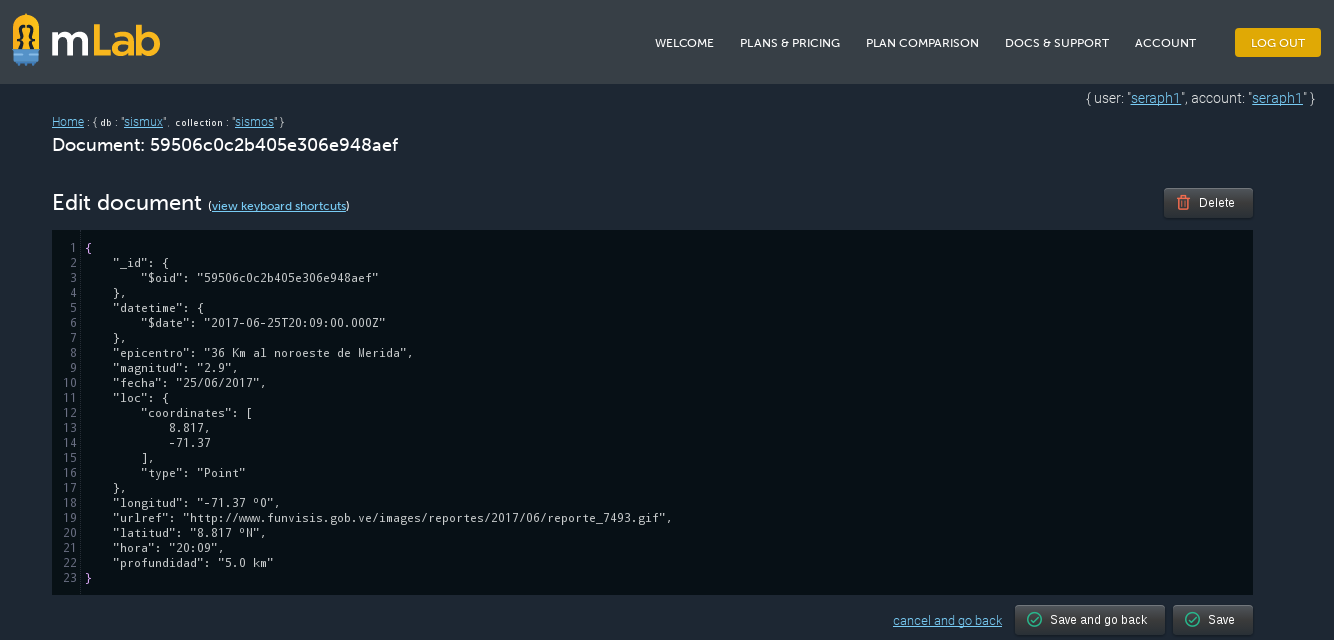 mLab
WELCOME PLANS & PRICING PLAN COMPARISON DOCS & SUPPORT ACCOUNT LOG OUT
{ user: "seraph1", account: "seraph1" }
Home : { db : "sismux", collection : "sismos" }
Document: 59506c0c2b405e306e948aef
Edit document (view keyboard shortcuts)
Delete
1 {
2 "_id": {
3 "$oid": "59506c0c2b405e306e948aef"
4 },
5 "datetime": {
6 "$date": "2017-06-25T20:09:00.000Z"
7 },
8 "epicentro": "36 Km al noroeste de Merida",
9 "magnitud": "2.9",
10 "fecha": "25/06/2017",
11 "loc": {
12 "coordinates": [
13 8.817,
14 -71.37
15 ],
16 "type": "Point"
17 },
18 "longitud": "-71.37 ºO",
19 "urlref": "http://www.funvisis.gob.ve/images/reportes/2017/06/reporte_7493.gif",
20 "latitud": "8.817 ºN",
21 "hora": "20:09",
22 "profundidad": "5.0 km"
23 }
cancel and go back Save and go back Save